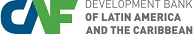 CAF DEVELOPMENT BANK
OF LATIN AMERICA
AND THE CARIBBEAN